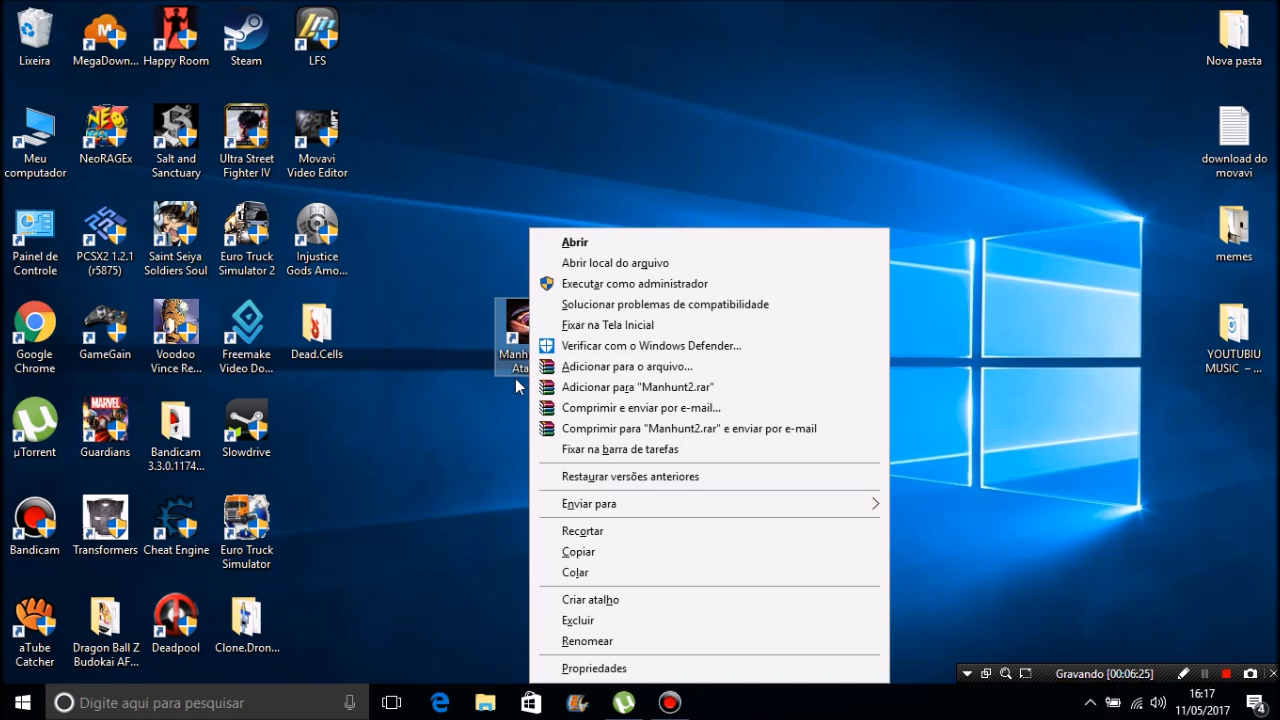 Lixeira
MegaDown...
Happy Room
Steam
LFS
Nova pasta
Meu
computador
NeoRAGEx
Salt and
Sanctuary
Ultra Street
Fighter IV
Movavi
Video Editor
download do
movavi
Painel de
Controle
PCSX2 1.2.1
(r5875)
Saint Seiya
Soldiers Soul
Euro Truck
Simulator 2
Injustice
Gods Amo...
memes
Google
Chrome
GameGain
Voodoo
Vince Re...
Freemake
Video Do...
Dead.Cells
Manh
Ata
YOUTUBIU
MUSIC – ...
µTorrent
MARVEL
Guardians
Bandicam
3.3.0.1174...
Slowdrive
Bandicam
Transformers
Cheat Engine
Euro Truck
Simulator
aTube
Catcher
Dragon Ball Z
Budokai AF...
Deadpool
Clone.Dron...
Abrir
Abrir local do arquivo
Executar como administrador
Solucionar problemas de compatibilidade
Fixar na Tela Inicial
Verificar com o Windows Defender...
Adicionar para o arquivo...
Adicionar para "Manhunt2.rar"
Comprimir e enviar por e-mail...
Comprimir para "Manhunt2.rar" e enviar por e-mail
Fixar na barra de tarefas
Restaurar versões anteriores
Enviar para
Recortar
Copiar
Colar
Criar atalho
Excluir
Renomear
Propriedades
Gravando [00:06:25]
Digite aqui para pesquisar
16:17
11/05/2017
4